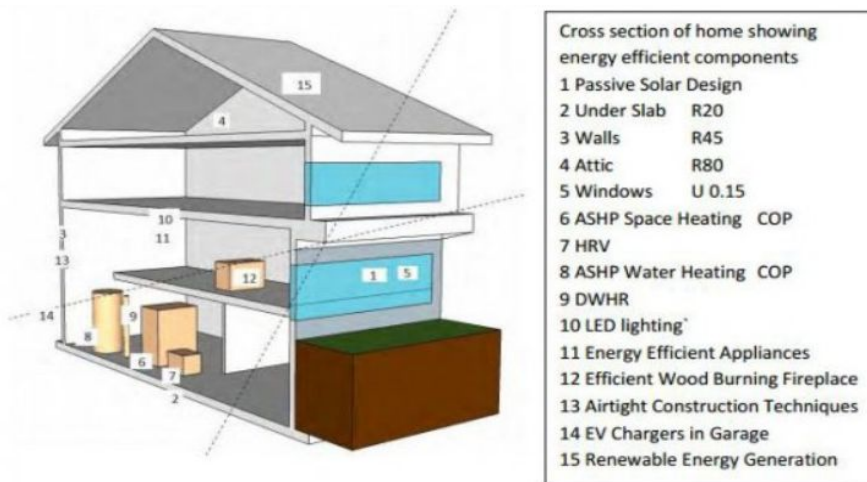 15
4
10
3
11
13
12
1 5
14
9
8
6
7
2
Cross section of home showing
energy efficient components
1 Passive Solar Design
2 Under Slab R20
3 Walls R45
4 Attic R80
5 Windows U 0.15
6 ASHP Space Heating COP
7 HRV
8 ASHP Water Heating COP
9 DWHR
10 LED lighting`
11 Energy Efficient Appliances
12 Efficient Wood Burning Fireplace
13 Airtight Construction Techniques
14 EV Chargers in Garage
15 Renewable Energy Generation